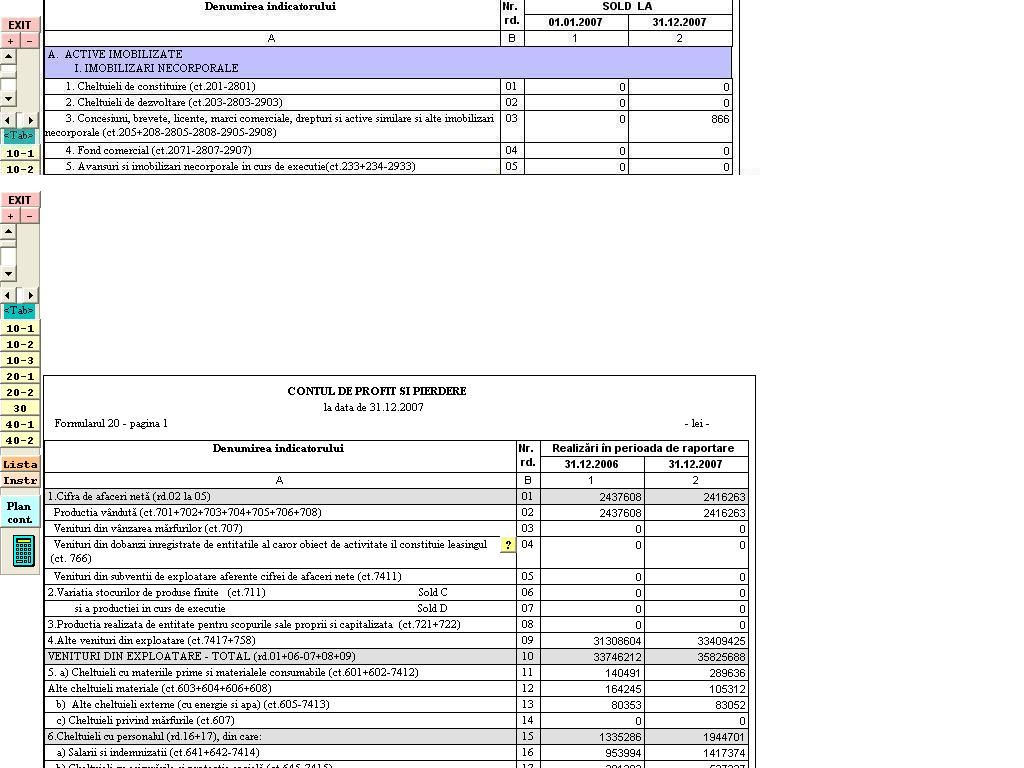 Denumirea indicatorului Nr. rd. SOLD LA
01.01.2007 31.12.2007
A B 1 2
A. ACTIVE IMOBILIZATE
I. IMOBILIZARI NECORPORALE
1. Cheltuieli de constituire (ct.201-2801) 01 0 0
2. Cheltuieli de dezvoltare (ct.203-2803-2903) 02 0 0
3. Concesiuni, brevete, licente, marci comerciale, drepturi si active similare si alte imobilizari 03 0 866
necorporale (ct.205+208-2805-2808-2905-2908)
4. Fond comercial (ct.2071-2807-2907) 04 0 0
5. Avansuri si imobilizari necorporale in curs de executie(ct.233+234-2933) 05 0 0
EXIT
+ -
<Tab>
10-1
10-2
EXIT
+ -
<Tab>
10-1
10-2
10-3
20-1
20-2
30
40-1
40-2
Lista
Instr
Plan
cont.
CONTUL DE PROFIT SI PIERDERE
la data de 31.12.2007
Formularul 20 - pagina 1 - lei -
Denumirea indicatorului Nr. rd. Realizări în perioada de raportare
31.12.2006 31.12.2007
A B 1 2
1.Cifra de afaceri netă (rd.02 la 05) 01 2437608 2416263
Productia vândută (ct.701+702+703+704+705+706+708) 02 2437608 2416263
Venituri din vânzarea mărfurilor (ct.707) 03 0 0
Venituri din dobanzi inregistrate de entitatile al caror obiect de activitate il constituie leasingul ? 04 0 0
(ct. 766)
Venituri din subventii de exploatare aferente cifrei de afaceri nete (ct.7411) 05 0 0
2.Variatia stocurilor de produse finite (ct.711) Sold C 06 0 0
si a productiei in curs de executie Sold D 07 0 0
3.Productia realizata de entitate pentru scopurile sale proprii si capitalizata (ct.721+722) 08 0 0
4.Alte venituri din exploatare (ct.7417+758) 09 31308604 33409425
VENITURI DIN EXPLOATARE - TOTAL (rd.01+06-07+08+09) 10 33746212 35825688
5. a) Cheltuieli cu materiile prime si materialele consumabile (ct.601+602-7412) 11 140491 289636
Alte cheltuieli materiale (ct.603+604+606+608) 12 164245 105312
b) Alte cheltuieli externe (cu energie si apa) (ct.605-7413) 13 80353 83052
c) Cheltuieli privind mărfurile (ct.607) 14 0 0
6.Cheltuieli cu personalul (rd.16+17), din care: 15 1335286 1944701
a) Salarii si indemnizatii (ct.641+642-7414) 16 953994 1417374